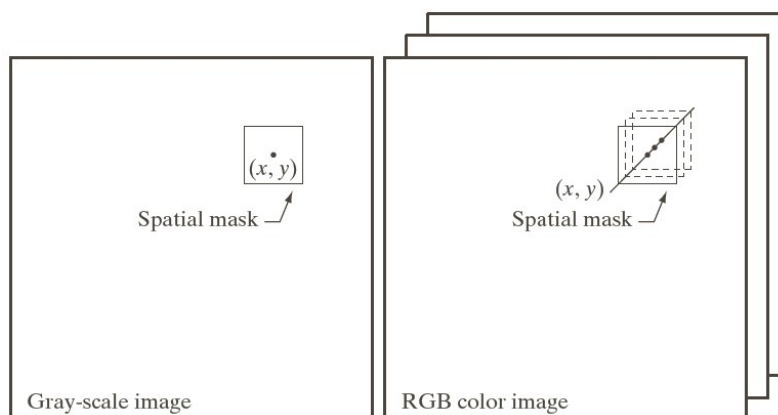 (x, y)
Spatial mask
Gray-scale image
(x, y)
Spatial mask
RGB color image